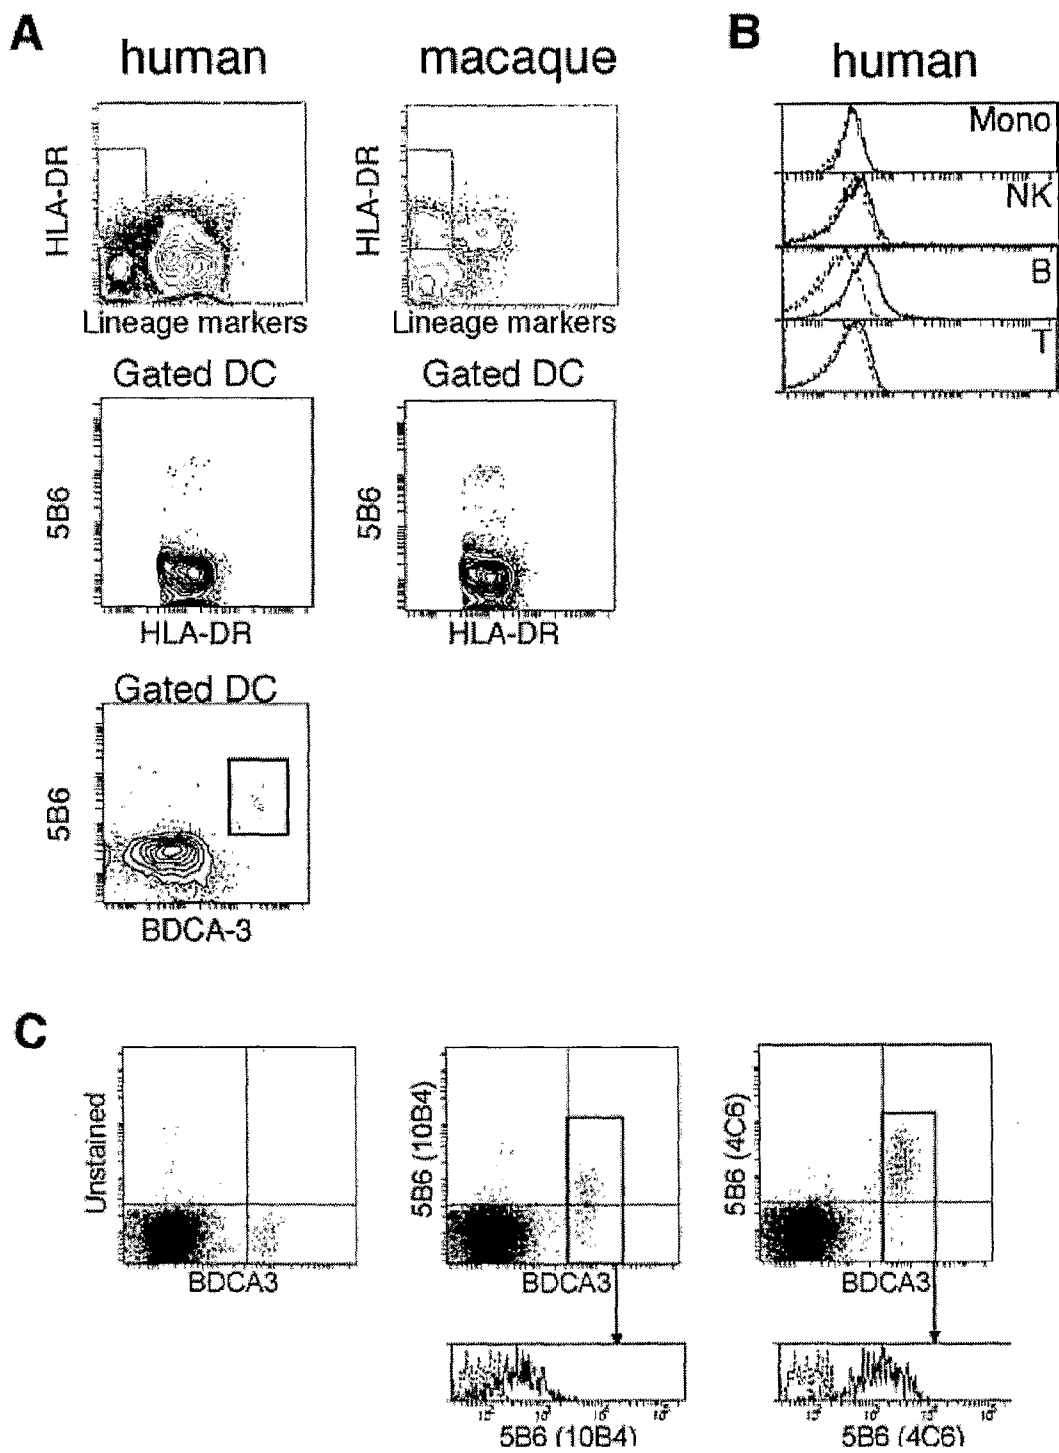 A
human
macaque
HLA-DR
Lineage markers
HLA-DR
Lineage markers
Gated DC
5B6
HLA-DR
Gated DC
5B6
HLA-DR
Gated DC
5B6
BDCA-3
B
human
Mono
NK
B
T
C
Unstained
BDCA3
5B6 (10B4)
BDCA3
5B6 (4C6)
BDCA3
5B6 (10B4)
5B6 (4C6)